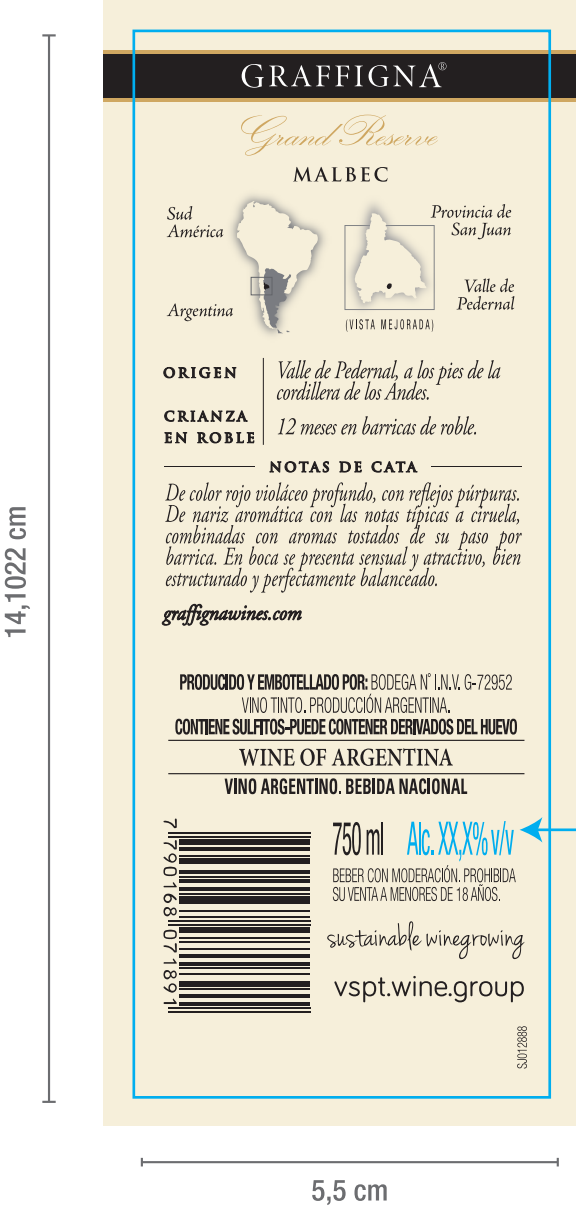 GRAFFIGNA®
Grand Reserve
MALBEC
Sud
América
Argentina
Provincia de
San Juan
Valle de
Pedernal
(VISTA MEJORADA)
ORIGEN
Valle de Pedernal, a los pies de la
cordillera de los Andes.
CRIANZA
EN ROBLE
12 meses en barricas de roble.
NOTAS DE CATA
De color rojo violáceo profundo, con reflejos púrpuras.
De nariz aromática con las notas típicas a ciruela,
combinadas con aromas tostados de su paso por
barrica. En boca se presenta sensual y atractivo, bien
estructurado y perfectamente balanceado.
graffignawines.com
PRODUCIDO Y EMBOTELLADO POR: BODEGA N° I.N.V. G-72952
VINO TINTO. PRODUCCIÓN ARGENTINA.
CONTIENE SULFITOS-PUEDE CONTENER DERIVADOS DEL HUEVO
WINE OF ARGENTINA
VINO ARGENTINO. BEBIDA NACIONAL
7 790168 071891
750 ml Alc. XX,X% v/v
BEBER CON MODERACIÓN. PROHIBIDA
SU VENTA A MENORES DE 18 AÑOS.
sustainable winegrowing
vspt.wine.group
SJ012888
14,1022 cm
5,5 cm